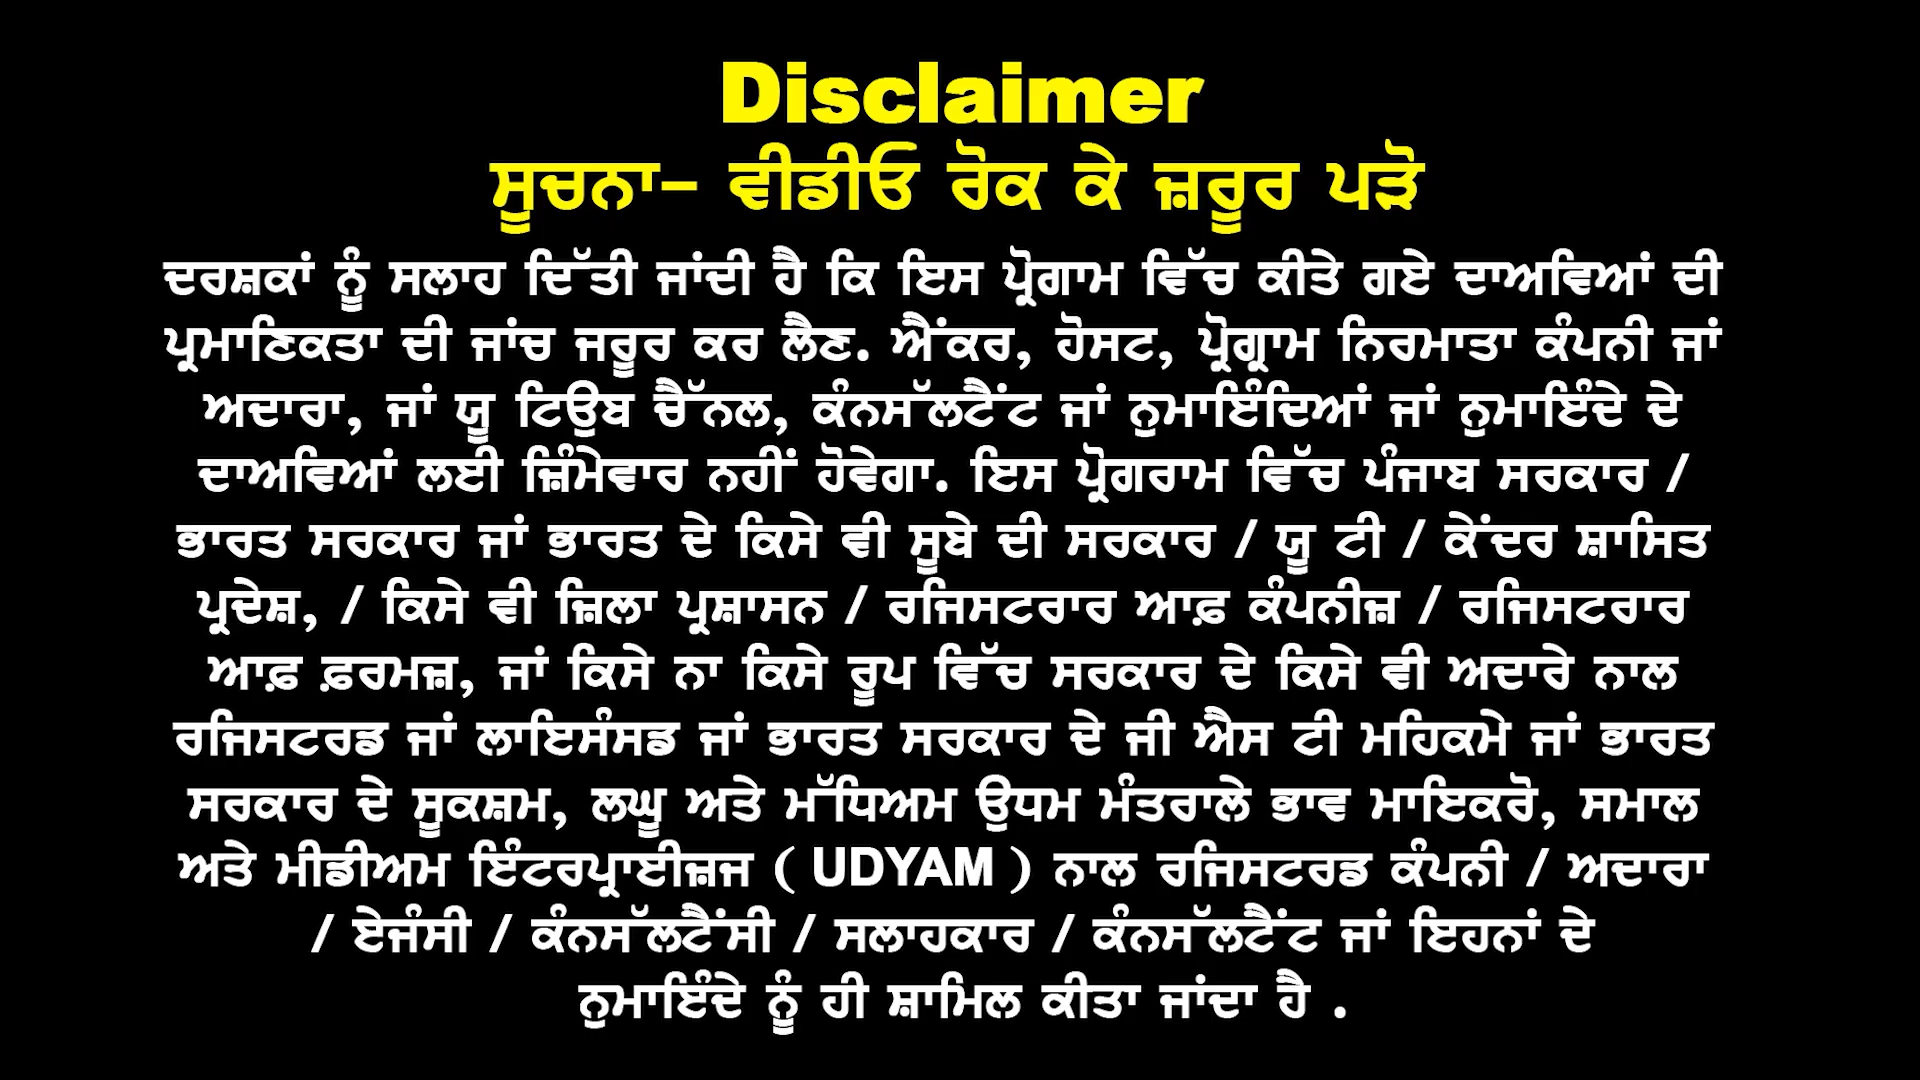 Disclaimer
ਸੂਚਨਾ- ਵੀਡੀਓ ਰੋਕ ਕੇ ਜ਼ਰੂਰ ਪੜੋ
ਦਰਸ਼ਕਾਂ ਨੂੰ ਸਲਾਹ ਦਿੱਤੀ ਜਾਂਦੀ ਹੈ ਕਿ ਇਸ ਪ੍ਰੋਗਾਮ ਵਿੱਚ ਕੀਤੇ ਗਏ ਦਾਅਵਿਆਂ ਦੀ
ਪ੍ਰਮਾਣਿਕਤਾ ਦੀ ਜਾਂਚ ਜਰੂਰ ਕਰ ਲੈਣ. ਐਂਕਰ, ਹੋਸਟ, ਪ੍ਰੋਗ੍ਰਾਮ ਨਿਰਮਾਤਾ ਕੰਪਨੀ ਜਾਂ
ਅਦਾਰਾ, ਜਾਂ ਯੂ ਟਿਊਬ ਚੈੱਨਲ, ਕੰਨਸੱਲਟੈਂਟ ਜਾਂ ਨੁਮਾਇੰਦਿਆਂ ਜਾਂ ਨੁਮਾਇੰਦੇ ਦੇ
ਦਾਅਵਿਆਂ ਲਈ ਜ਼ਿੰਮੇਵਾਰ ਨਹੀਂ ਹੋਵੇਗਾ. ਇਸ ਪ੍ਰੋਗਰਾਮ ਵਿੱਚ ਪੰਜਾਬ ਸਰਕਾਰ /
ਭਾਰਤ ਸਰਕਾਰ ਜਾਂ ਭਾਰਤ ਦੇ ਕਿਸੇ ਵੀ ਸੂਬੇ ਦੀ ਸਰਕਾਰ / ਯੂ ਟੀ / ਕੇਂਦਰ ਸ਼ਾਸਿਤ
ਪ੍ਰਦੇਸ਼, / ਕਿਸੇ ਵੀ ਜ਼ਿਲਾ ਪ੍ਰਸ਼ਾਸਨ / ਰਜਿਸਟਰਾਰ ਆਫ਼ ਕੰਪਨੀਜ਼ / ਰਜਿਸਟਰਾਰ
ਆਫ਼ ਫ਼ਰਮਜ਼, ਜਾਂ ਕਿਸੇ ਨਾ ਕਿਸੇ ਰੂਪ ਵਿੱਚ ਸਰਕਾਰ ਦੇ ਕਿਸੇ ਵੀ ਅਦਾਰੇ ਨਾਲ
ਰਜਿਸਟਰਡ ਜਾਂ ਲਾਇਸੰਸਡ ਜਾਂ ਭਾਰਤ ਸਰਕਾਰ ਦੇ ਜੀ ਐਸ ਟੀ ਮਹਿਕਮੇ ਜਾਂ ਭਾਰਤ
ਸਰਕਾਰ ਦੇ ਸੂਕਸ਼ਮ, ਲਘੂ ਅਤੇ ਮੱਧਿਅਮ ਉਧਮ ਮੰਤਰਾਲੇ ਭਾਵ ਮਾਇਕਰੋ, ਸਮਾਲ
ਅਤੇ ਮੀਡੀਅਮ ਇੰਟਰਪ੍ਰਾਈਜ਼ਜ ( UDYAM ) ਨਾਲ ਰਜਿਸਟਰਡ ਕੰਪਨੀ / ਅਦਾਰਾ
/ ਏਜੰਸੀ / ਕੰਨਸੱਲਟੈਂਸੀ / ਸਲਾਹਕਾਰ / ਕੰਨਸੱਲਟੈਂਟ ਜਾਂ ਇਹਨਾਂ ਦੇ
ਨੁਮਾਇੰਦੇ ਨੂੰ ਹੀ ਸ਼ਾਮਿਲ ਕੀਤਾ ਜਾਂਦਾ ਹੈ .